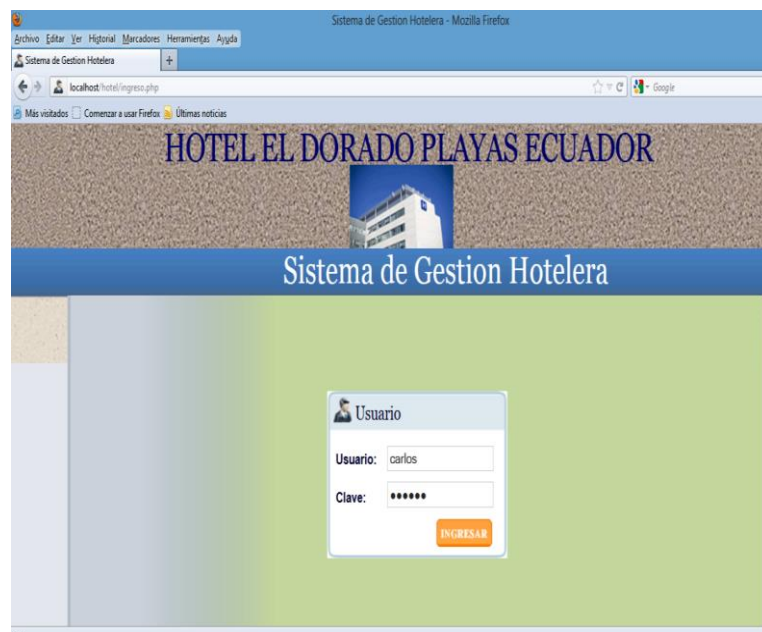 Sistema de Gestion Hotelera - Mozilla Firefox
Archivo Editar Ver Historial Marcadores Herramientas Ayuda
Sistema de Gestion Hotelera +
localhost/hotel/ingreso.php Google
Más visitados Comenzar a usar Firefox Últimas noticias
HOTEL EL DORADO PLAYAS ECUADOR
Sistema de Gestion Hotelera
Usuario
Usuario: carlos
Clave: ••••••
INGRESAR